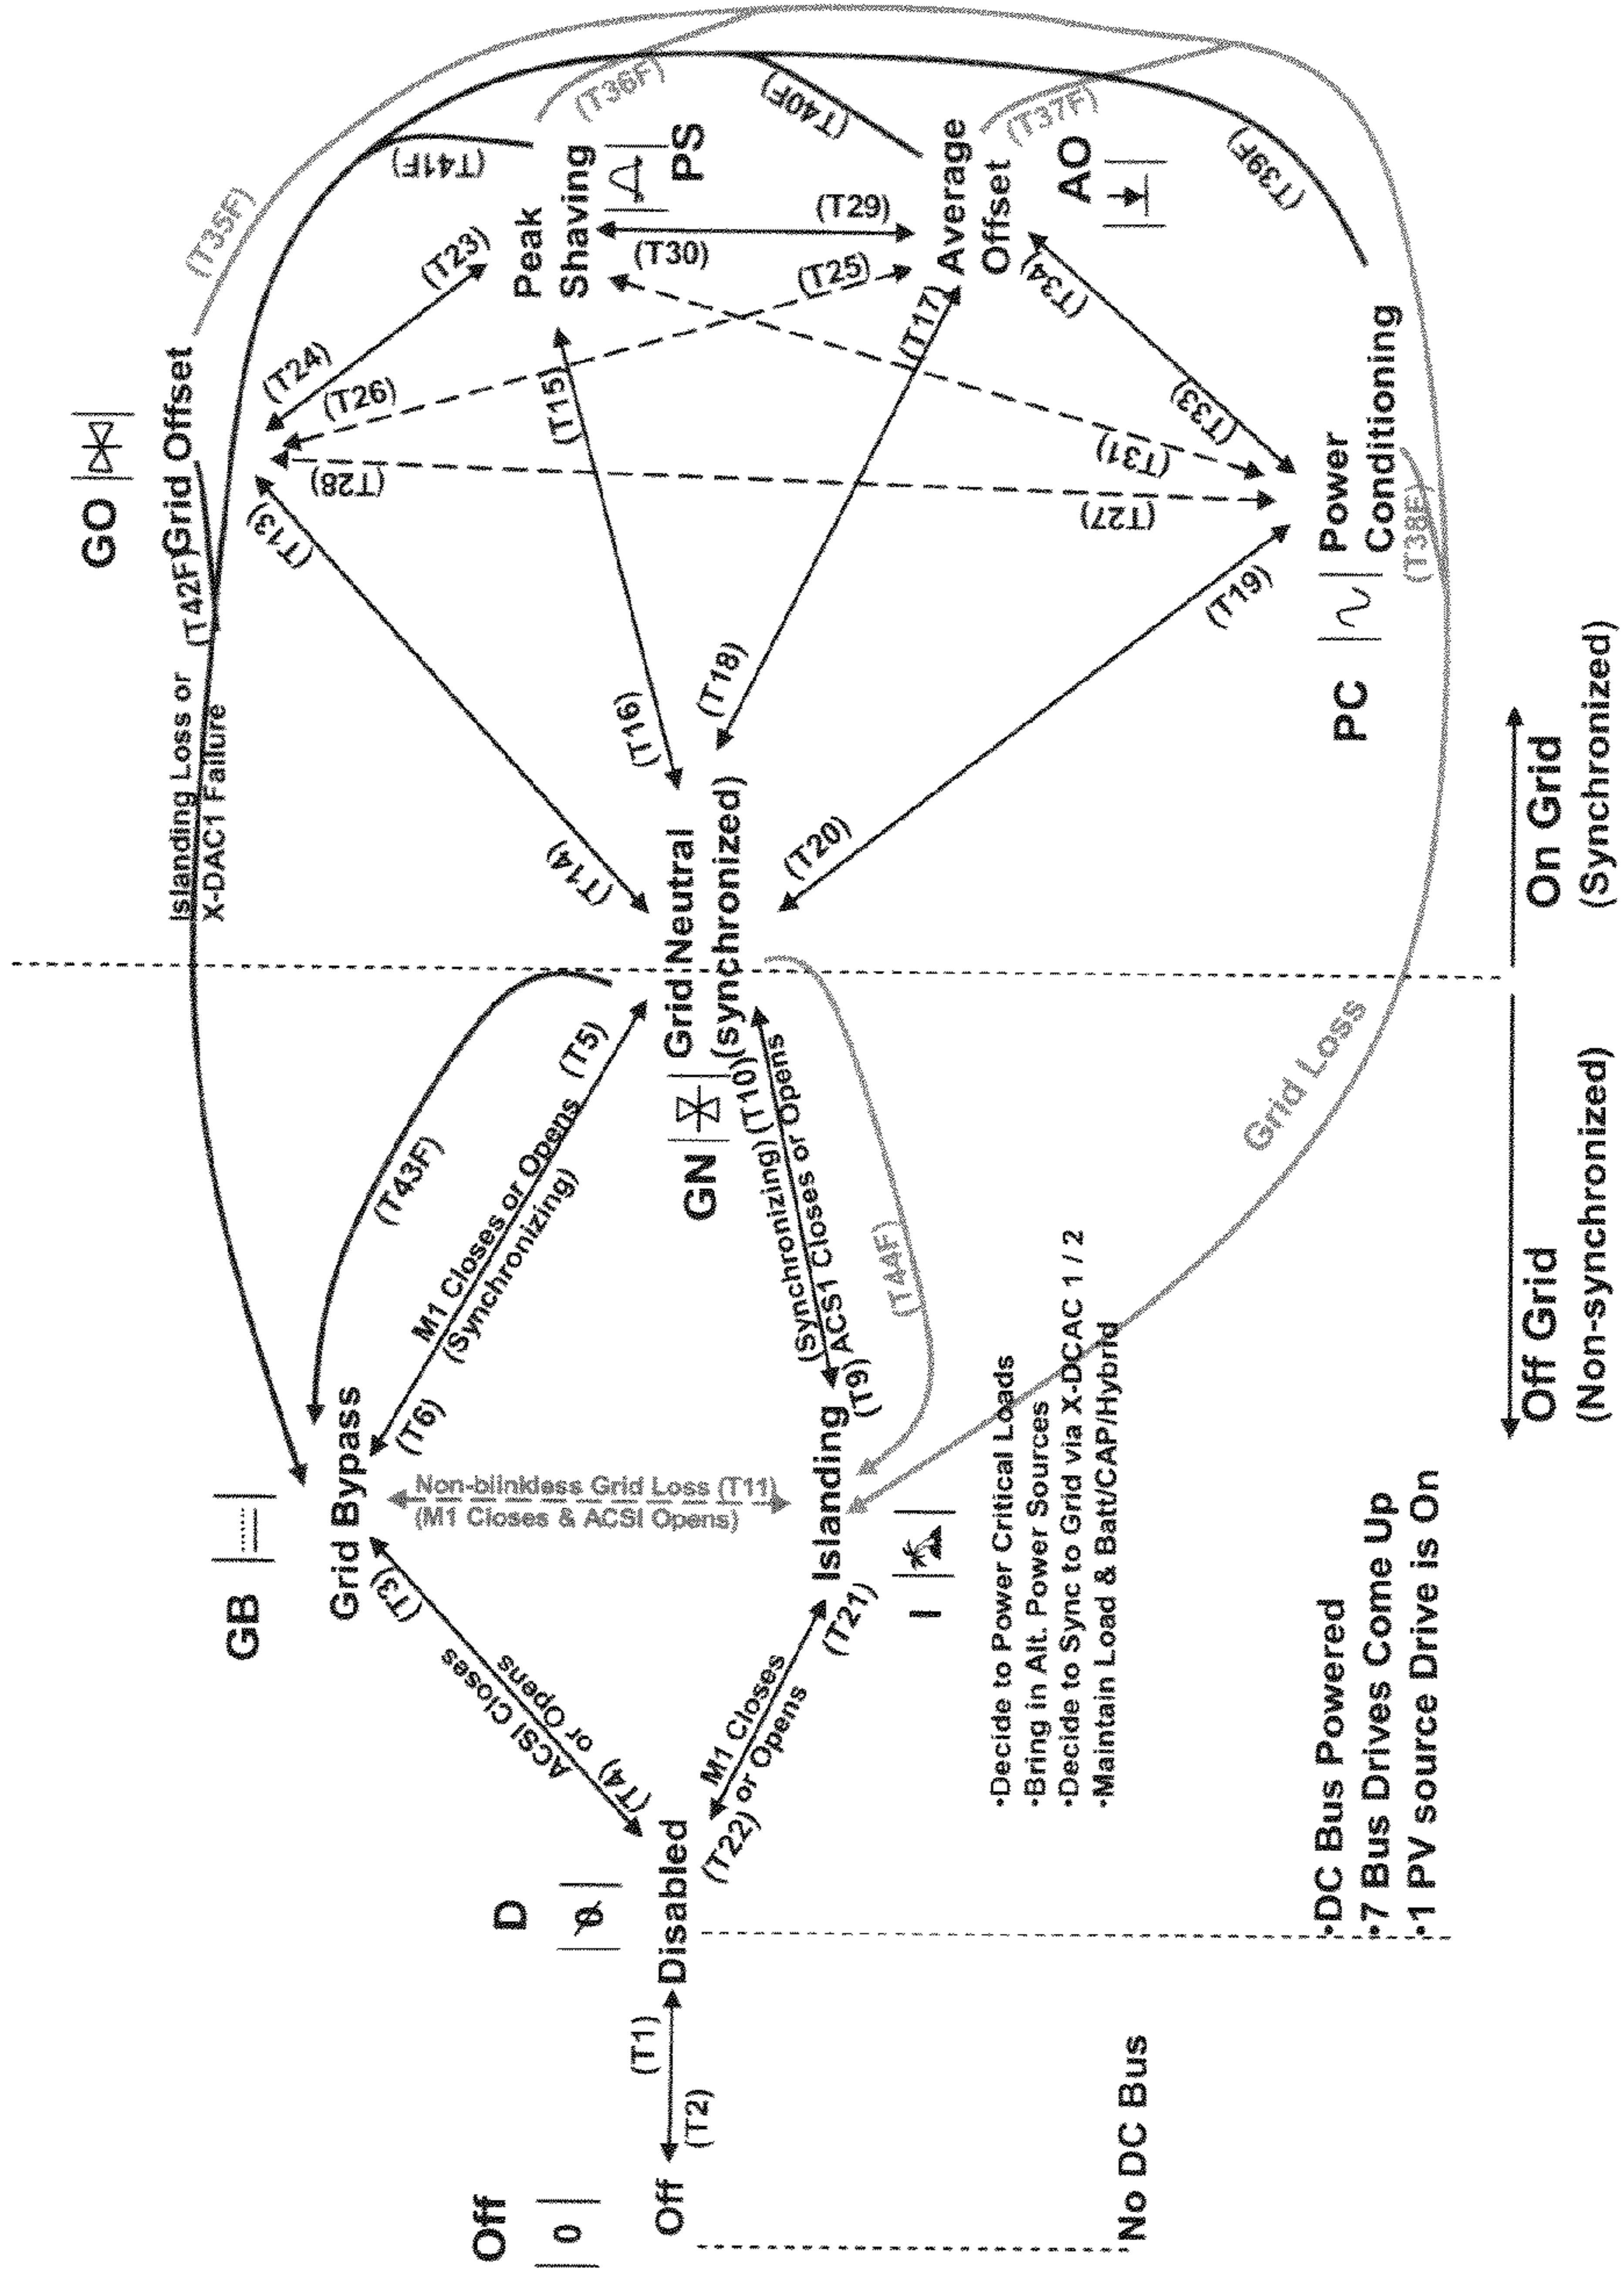 Off
0
Off
(T1)
(T2)
No DC Bus
D
0
Disabled
•DC Bus Powered
•7 Bus Drives Come Up
•1 PV source Drive is On
(T3)
ACSI Closes
or Opens
(T4)
M1 Closes
or Opens
(T21)
(T22)
GB
Grid Bypass
Non-blinkless Grid Loss (T11)
(M1 Closes & ACSI Opens)
Islanding
I
•Decide to Power Critical Loads
•Bring in Alt. Power Sources
•Decide to Sync to Grid via X-DCAC 1 / 2
•Maintain Load & Batt/CAP/Hybrid
(T43F)
M1 Closes or Opens
(T5)
(Synchronizing)
(T6)
GN
Grid Neutral
(synchronized)
(Synchronizing)
(T10)
ACS1 Closes or Opens
(T9)
(T44F)
Grid Loss
Islanding Loss or
X-DAC1 Failure
(T42F)
GO
Grid Offset
(T35F)
(T13)
(T14)
(T15)
(T16)
(T17)
(T18)
(T19)
(T20)
(T23)
(T24)
(T25)
(T26)
(T27)
(T28)
(T29)
(T30)
(T31)
(T33)
(T34)
Peak
Shaving
PS
(T41F)
(T36F)
(T40F)
Average
Offset
AO
(T37F)
(T39F)
PC
Power
Conditioning
(T38F)
Off Grid
(Non-synchronized)
On Grid
(Synchronized)